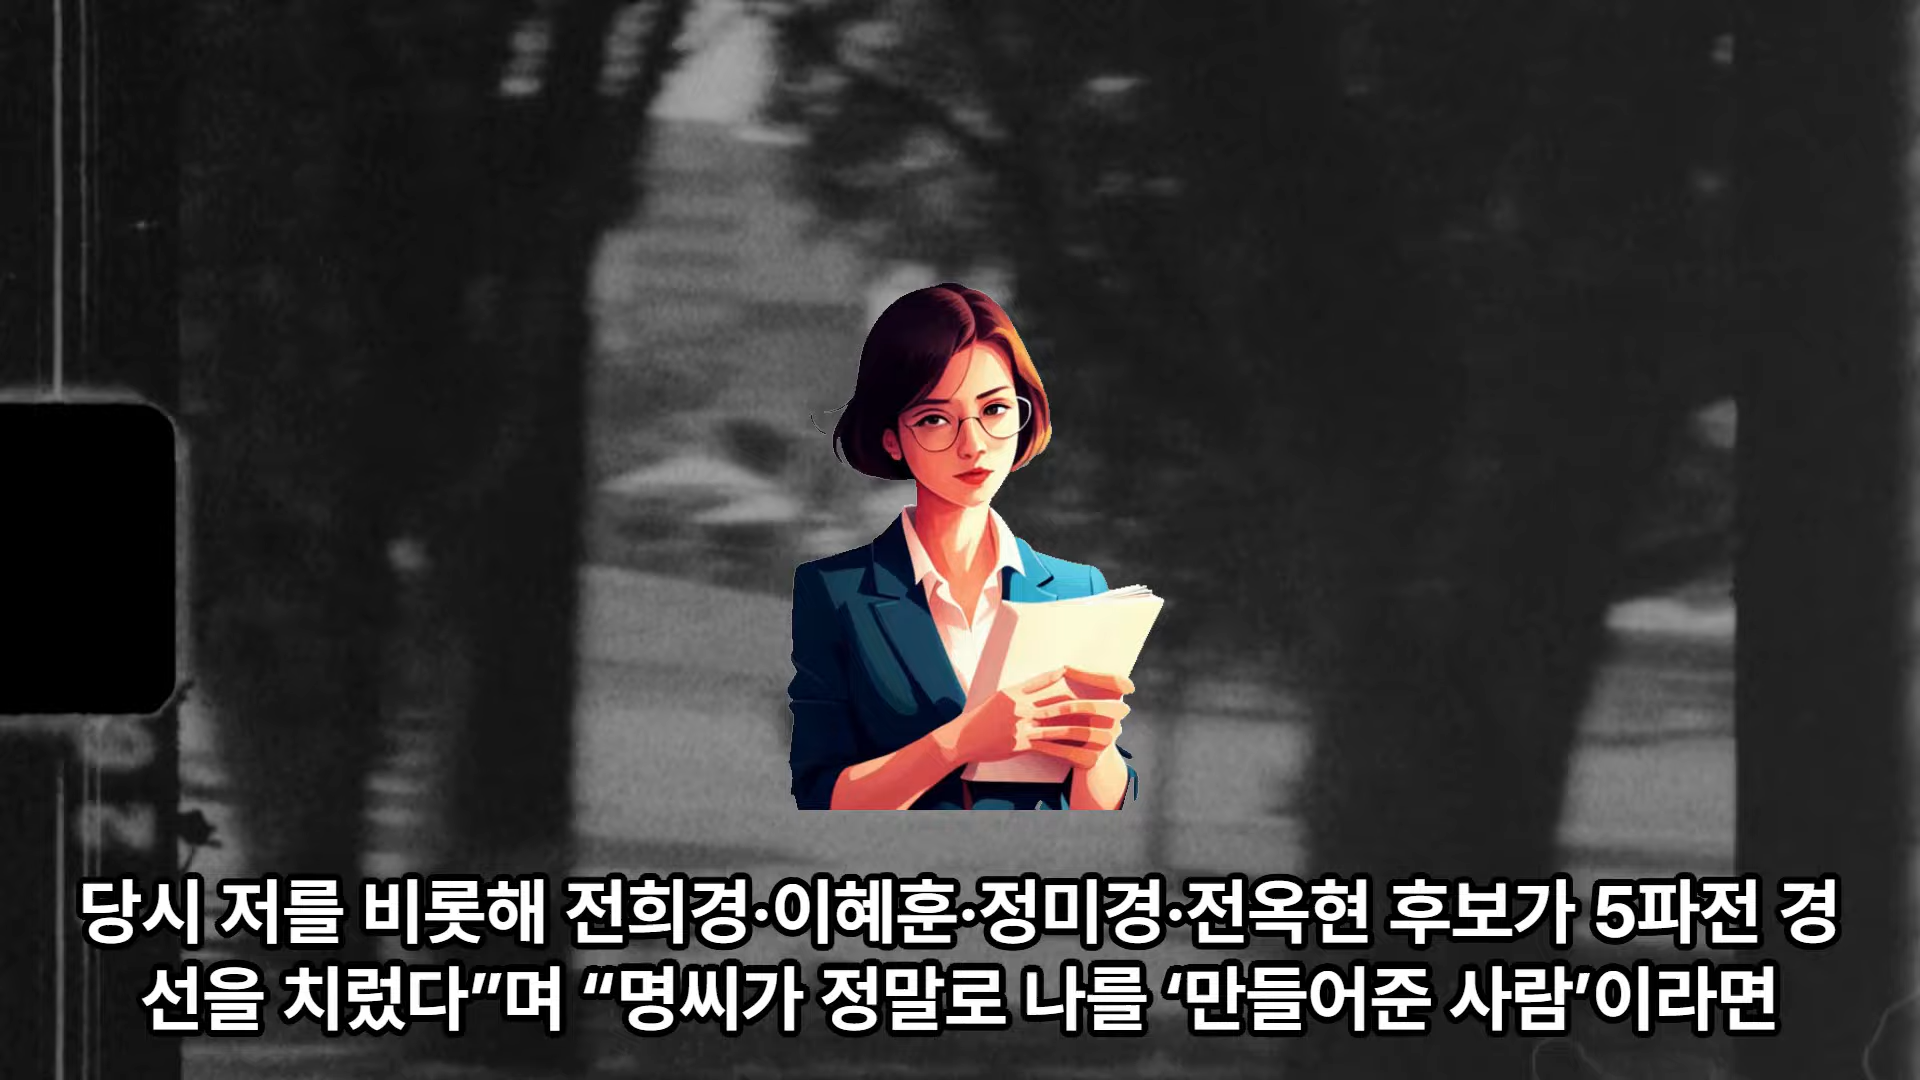 당시 저를 비롯해 전희경·이혜훈·정미경·전옥현 후보가 5파전 경
선을 치렀다”며 “명씨가 정말로 나를 ‘만들어준 사람’이라면